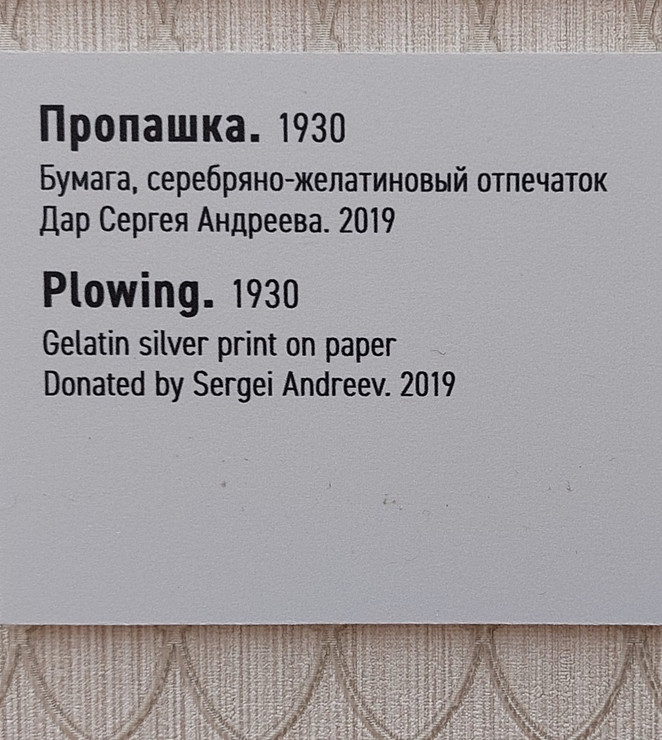 Пропашка. 1930
Бумага, серебряно-желатиновый отпечаток
Дар Сергея Андреева. 2019
Plowing. 1930
Gelatin silver print on paper
Donated by Sergei Andreev. 2019